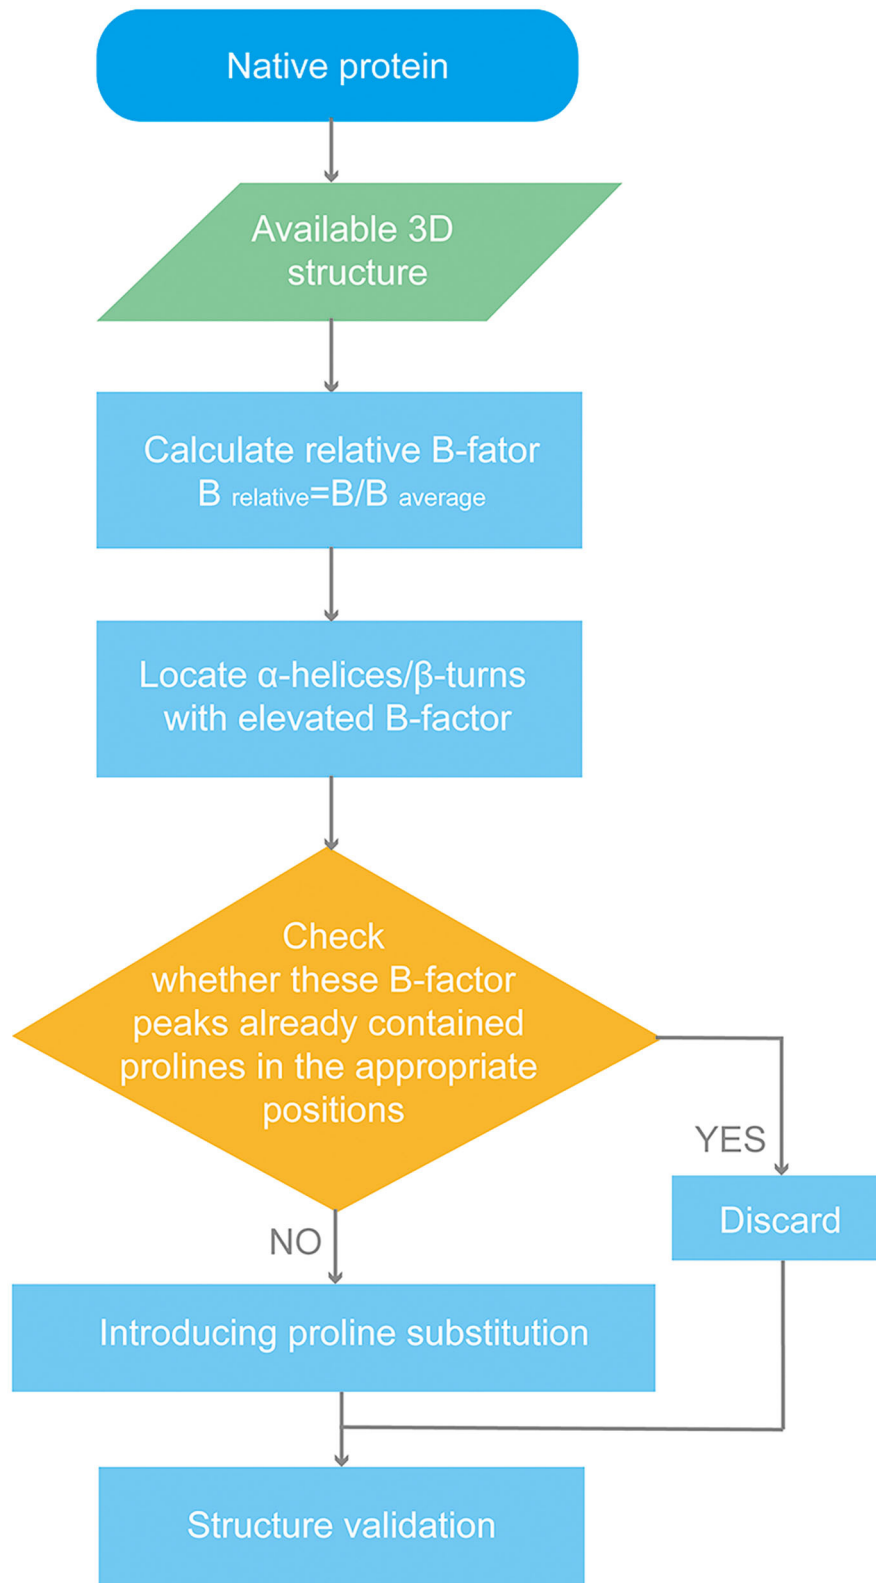 Native protein
Available 3D
structure
Calculate relative B-fator
B relative=B/B average
Locate α-helices/β-turns
with elevated B-factor
Check
whether these B-factor
peaks already contained
prolines in the appropriate
positions
YES
Discard
NO
Introducing proline substitution
Structure validation